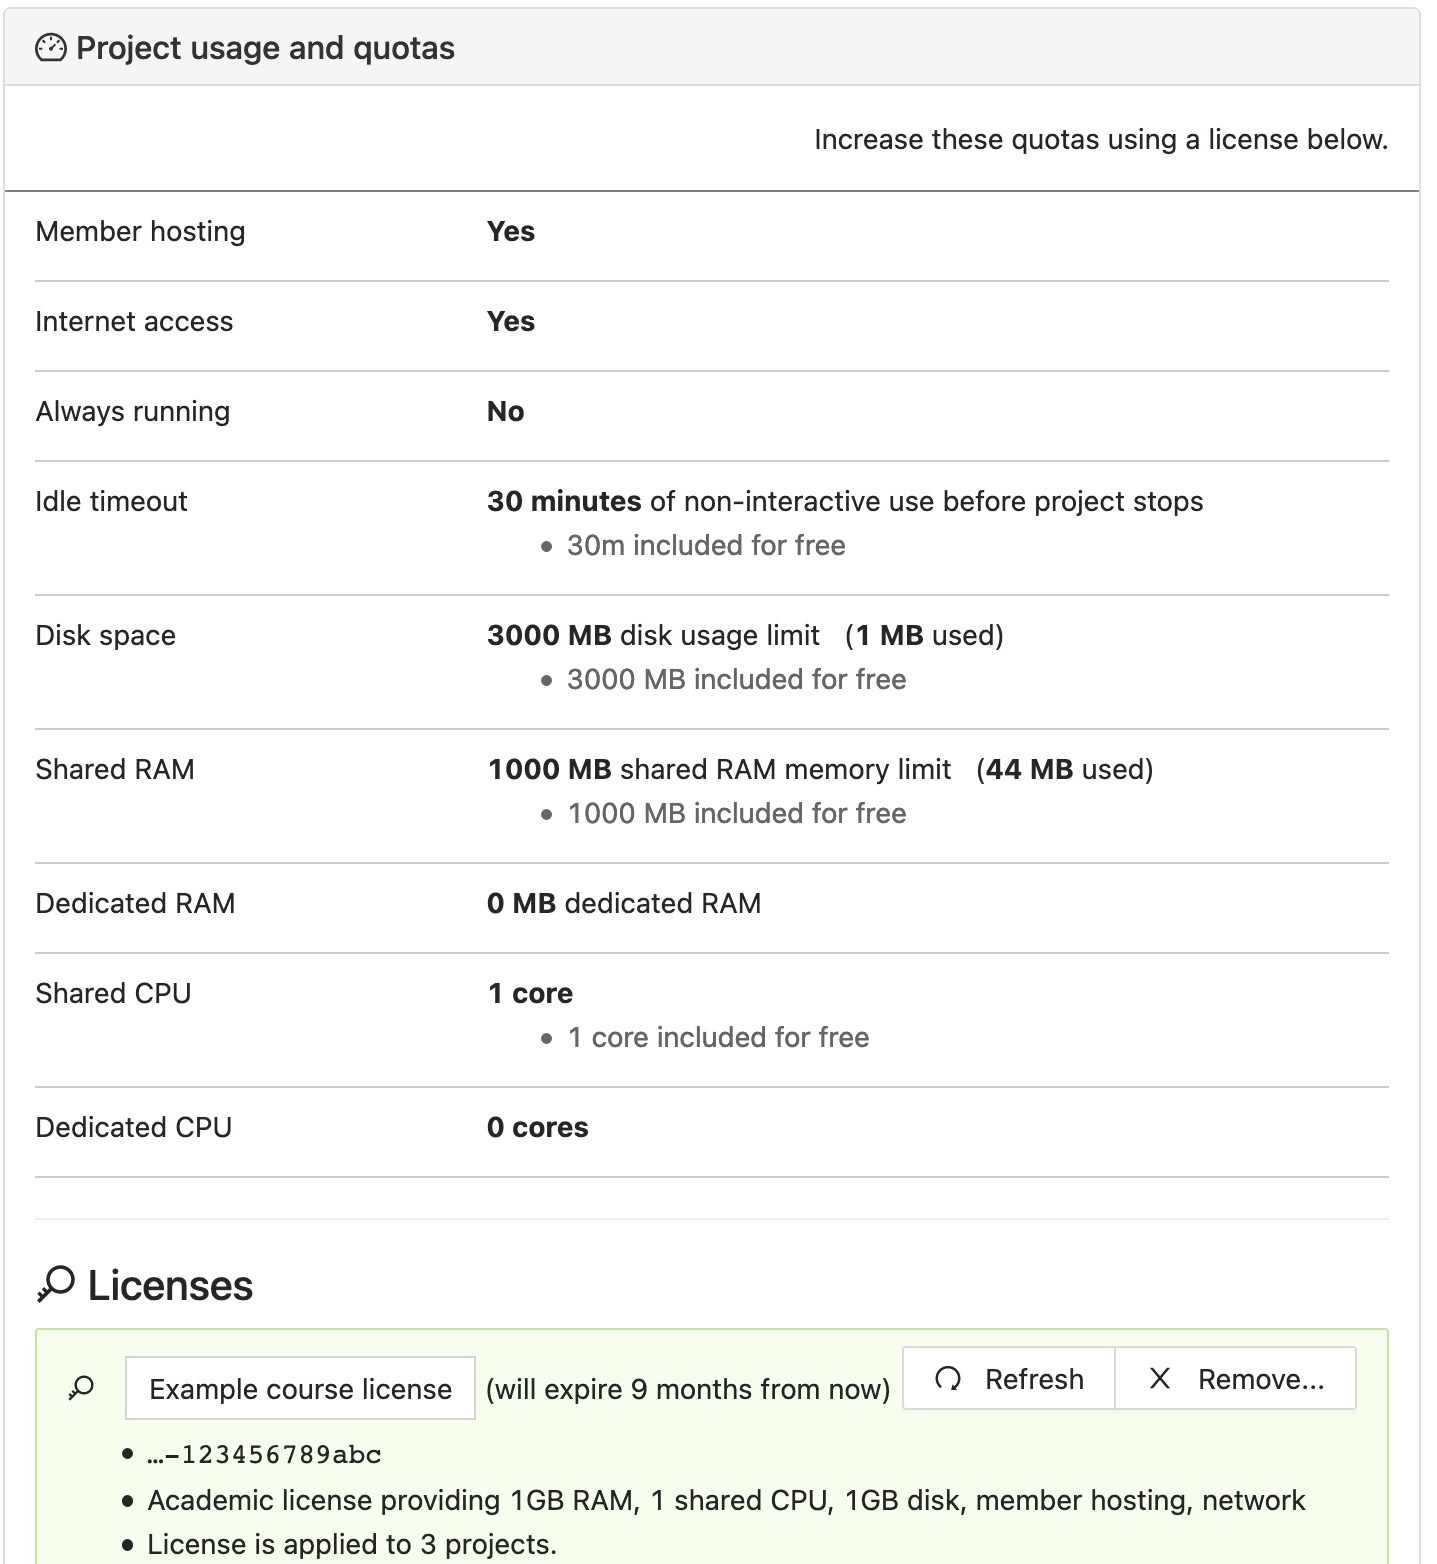 Project usage and quotas
Increase these quotas using a license below.
Member hosting Yes
Internet access Yes
Always running No
Idle timeout 30 minutes of non-interactive use before project stops
• 30m included for free
Disk space 3000 MB disk usage limit (1 MB used)
• 3000 MB included for free
Shared RAM 1000 MB shared RAM memory limit (44 MB used)
• 1000 MB included for free
Dedicated RAM 0 MB dedicated RAM
Shared CPU 1 core
• 1 core included for free
Dedicated CPU 0 cores
Licenses
Example course license (will expire 9 months from now) Refresh Remove...
• …-123456789abc
• Academic license providing 1GB RAM, 1 shared CPU, 1GB disk, member hosting, network
• License is applied to 3 projects.